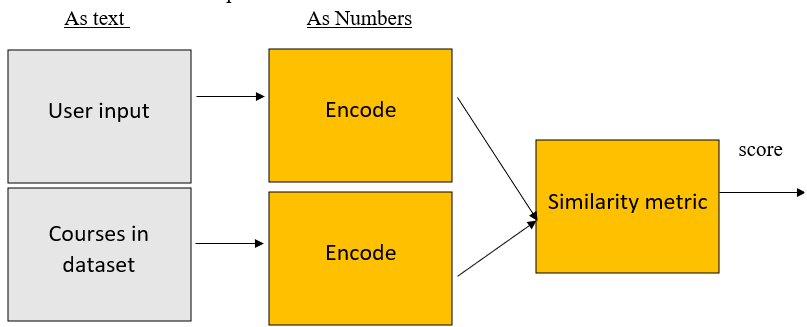 As text
As Numbers
User input
Encode
Courses in
dataset
Encode
Similarity metric
score